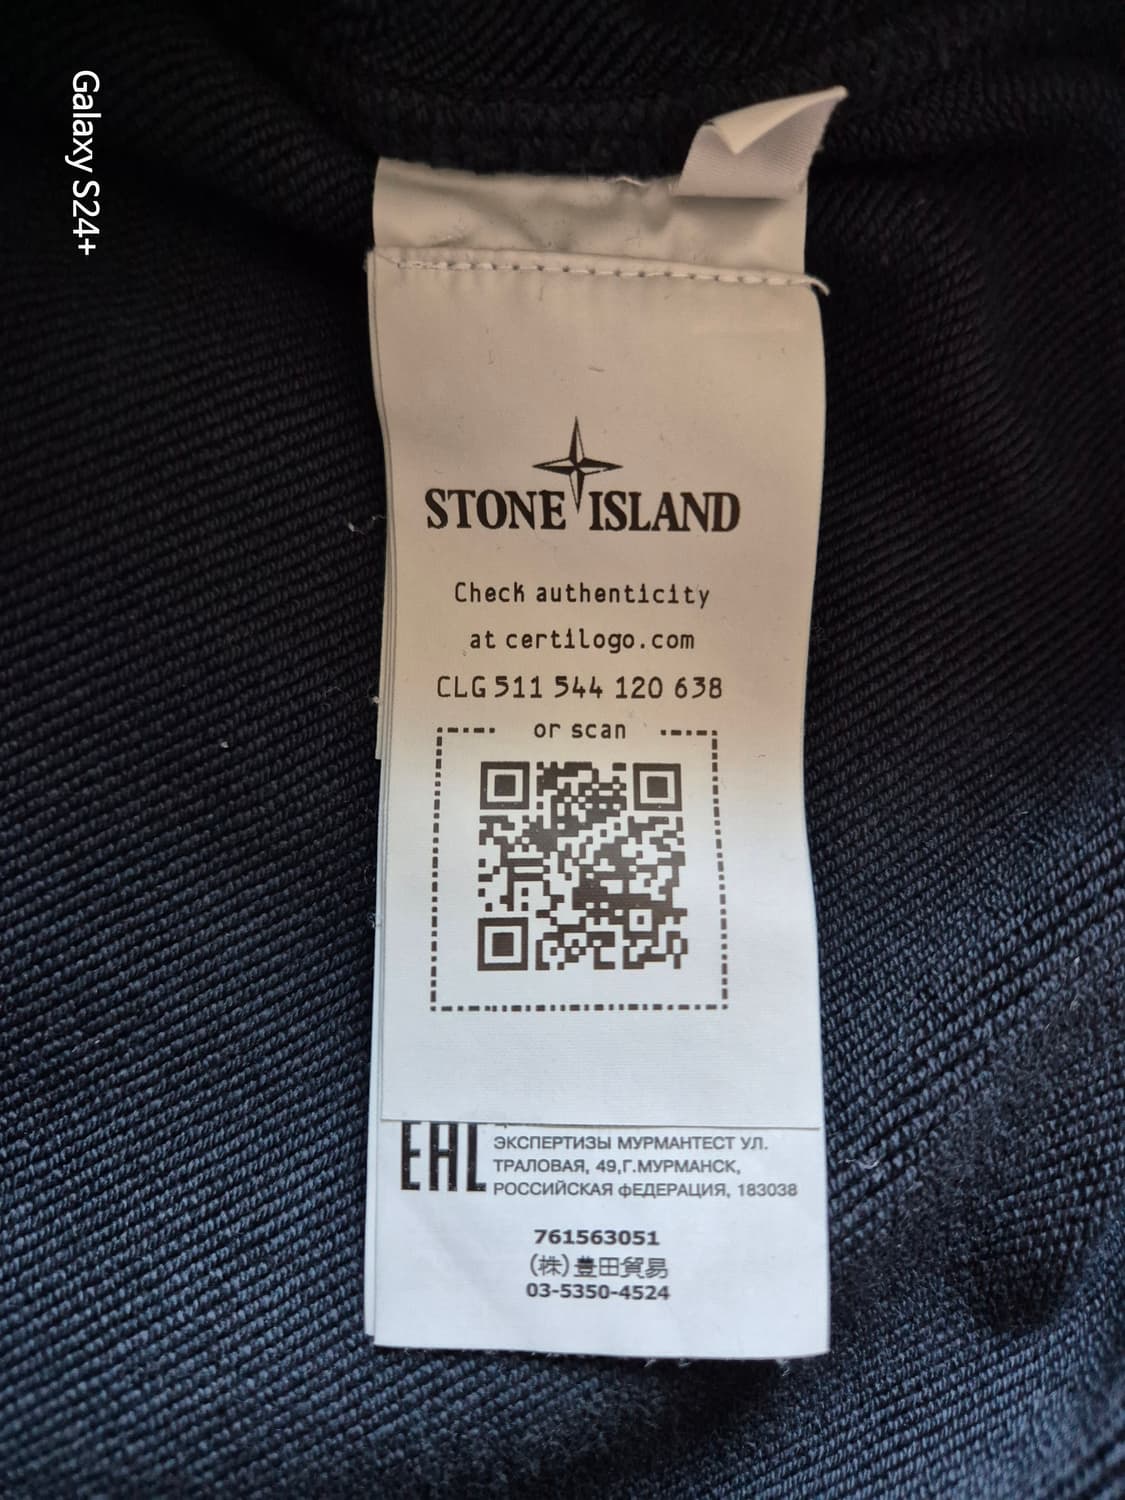 Galaxy S24+
STONE ISLAND
Check authenticity
at certilogo.com
CLG 511 544 120 638
or scan
EAC
ЭКСПЕРТИЗЫ МУРМАНТЕСТ УЛ.
ТРАЛОВАЯ, 49,Г.МУРМАНСК,
РОССИЙСКАЯ фЕДЕРАЦИЯ, 183038
761563051
(株)豊田貿易
03-5350-4524